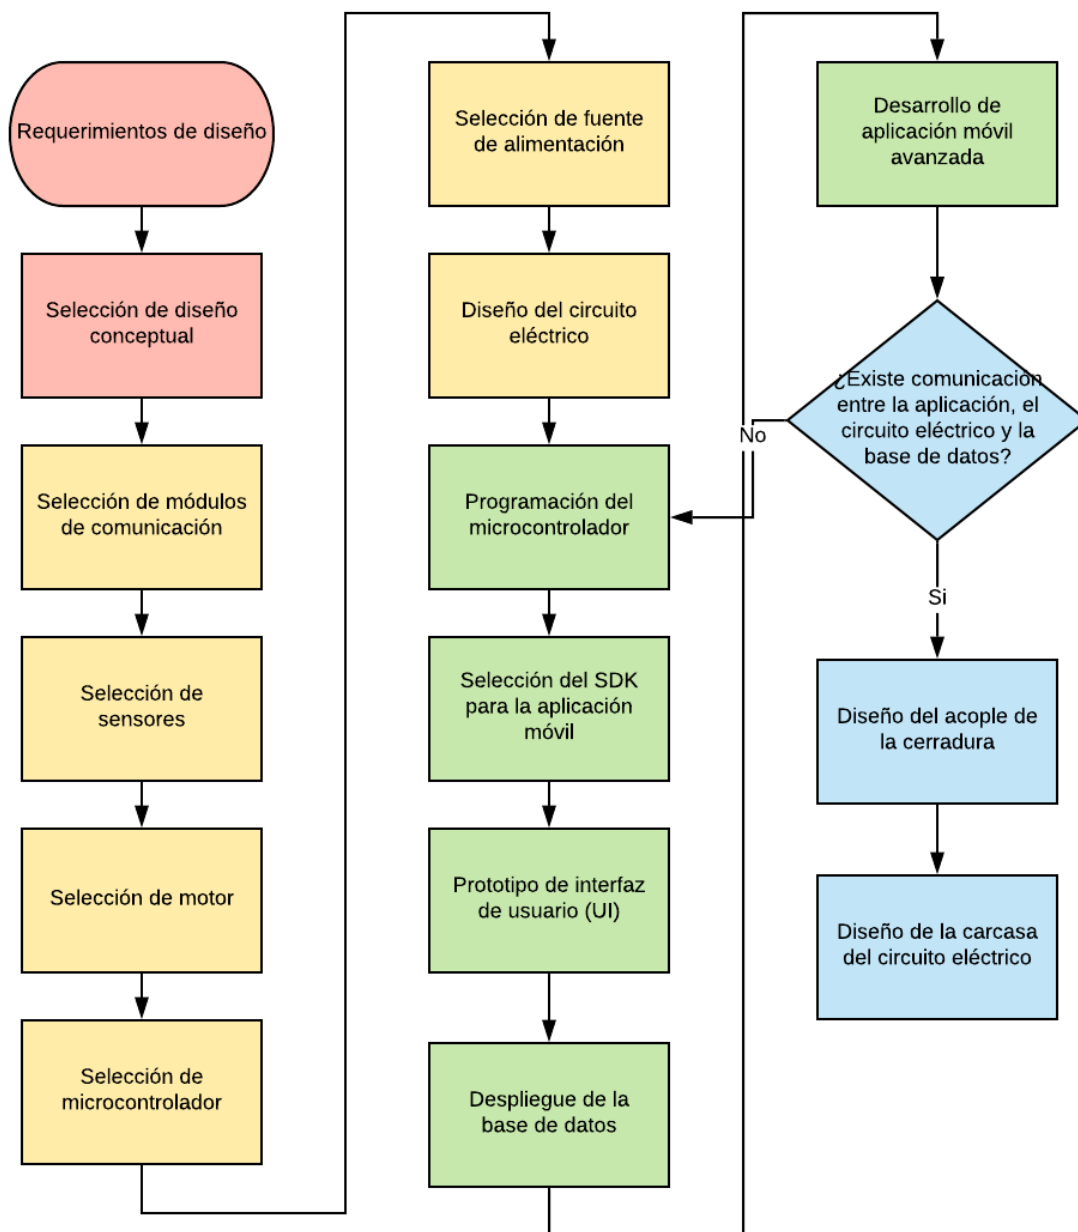 Requerimientos de diseño
Selección de diseño
conceptual
Selección de módulos
de comunicación
Selección de
sensores
Selección de motor
Selección de
microcontrolador
Selección de fuente
de alimentación
Diseño del circuito
eléctrico
Programación del
microcontrolador
Selección del SDK
para la aplicación
móvil
Prototipo de interfaz
de usuario (UI)
Despliegue de la
base de datos
Desarrollo de
aplicación móvil
avanzada
¿Existe comunicación
entre la aplicación, el
circuito eléctrico y la
base de datos?
No
Si
Diseño del acople de
la cerradura
Diseño de la carcasa
del circuito eléctrico